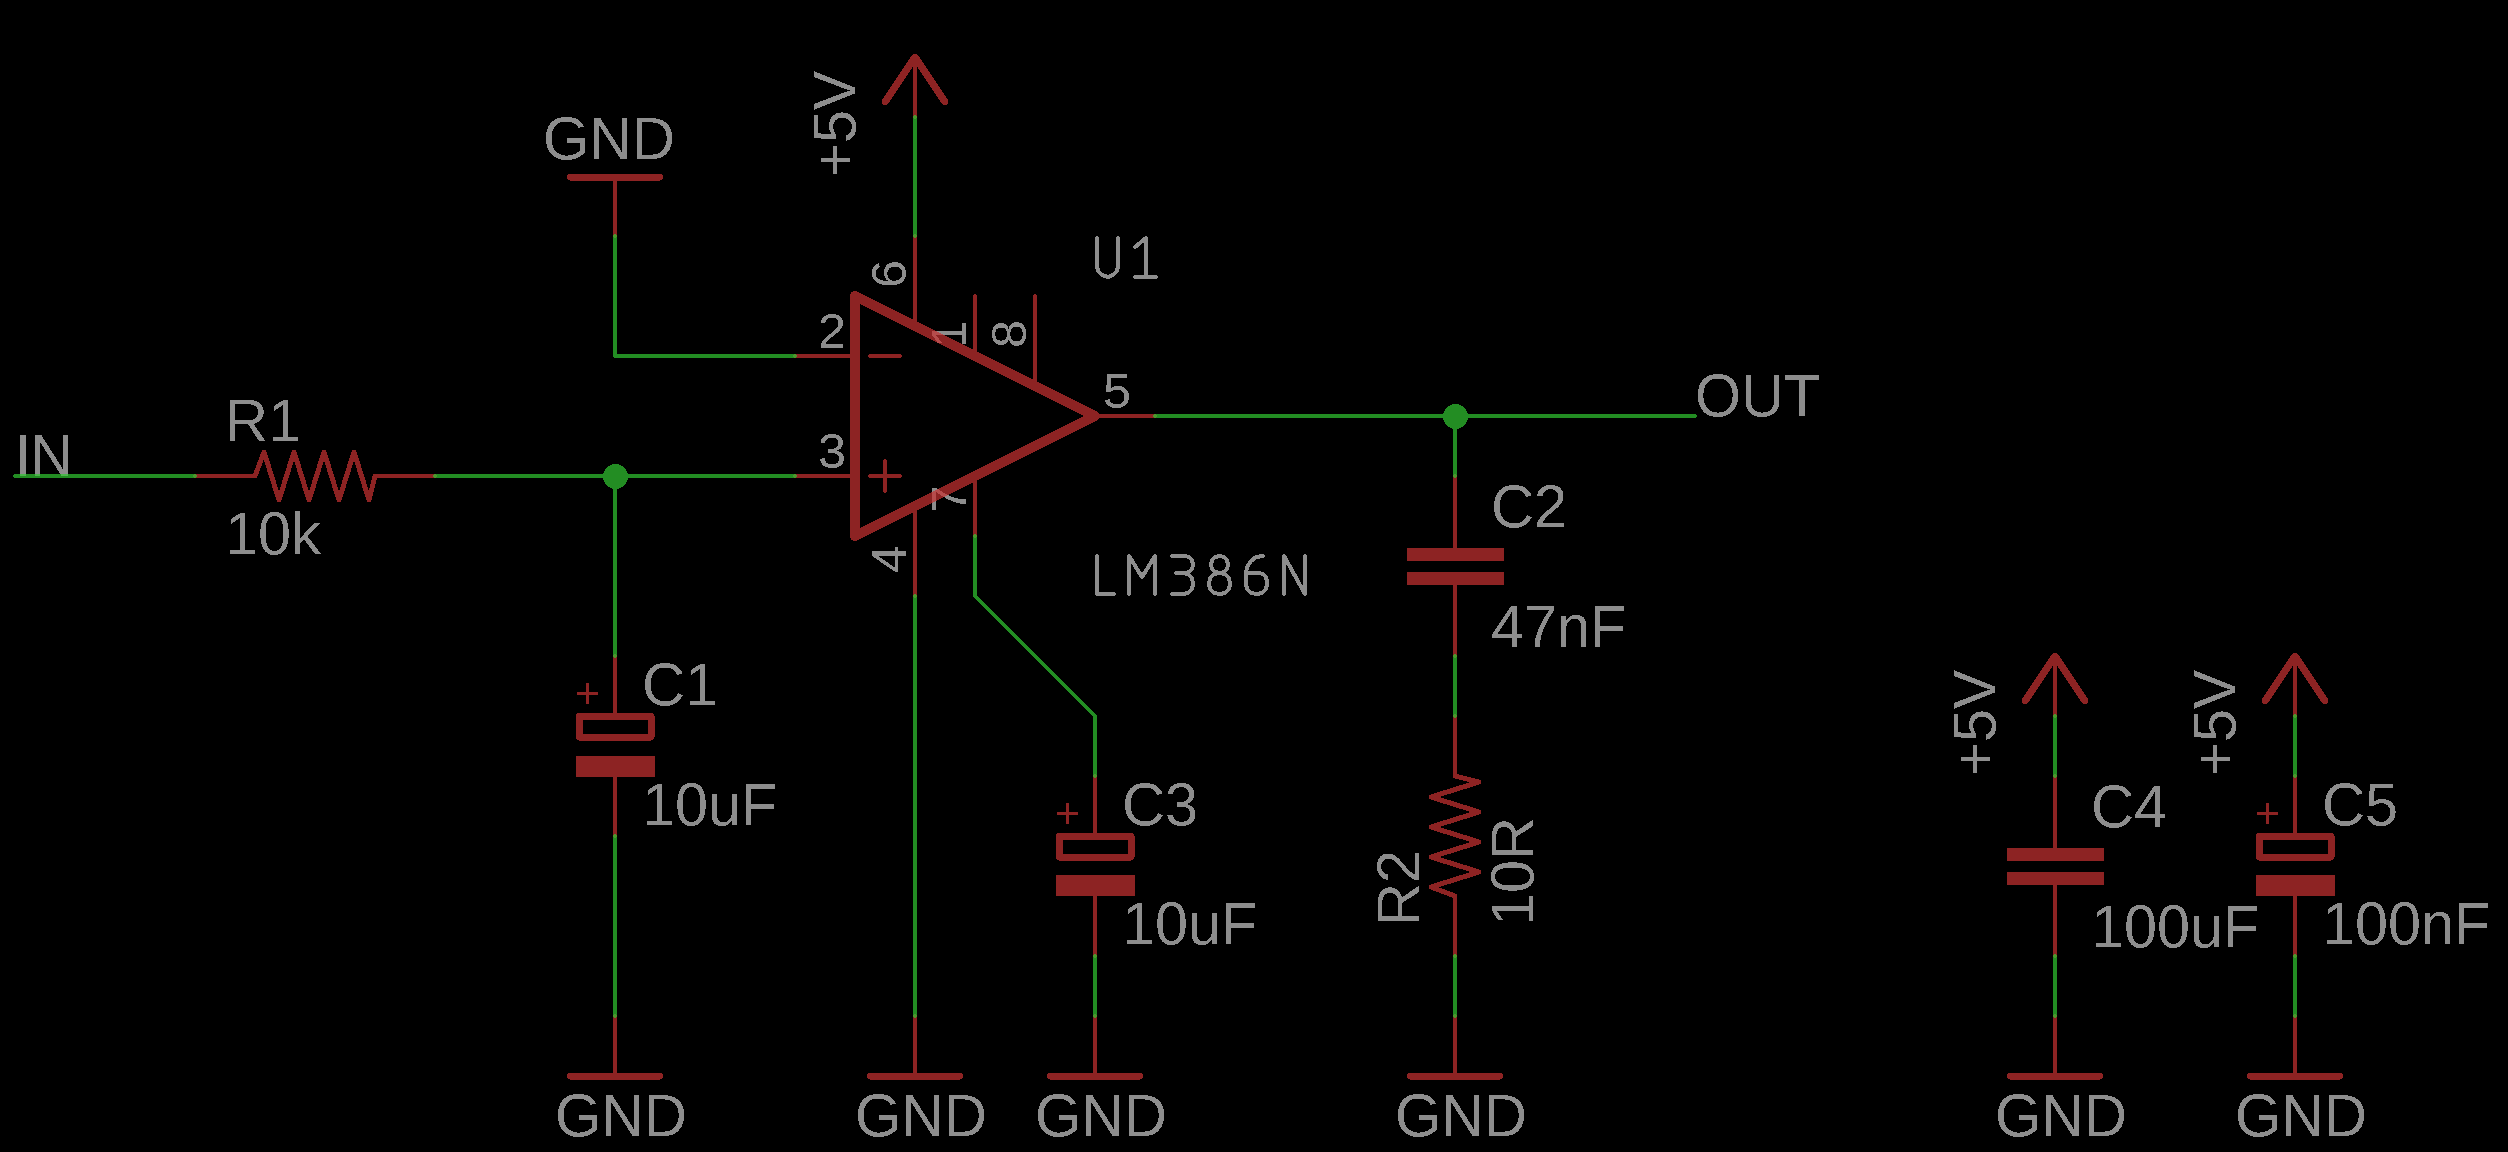 +5V
GND
U1
6
1
8
2
5
OUT
R1
IN
3
10k
7
4
C2
LM386N
47nF
C1
+
10uF
C3
+
10uF
R2
10R
+5V
+5V
C4
C5
+
100uF
100nF
GND
GND
GND
GND
GND
GND